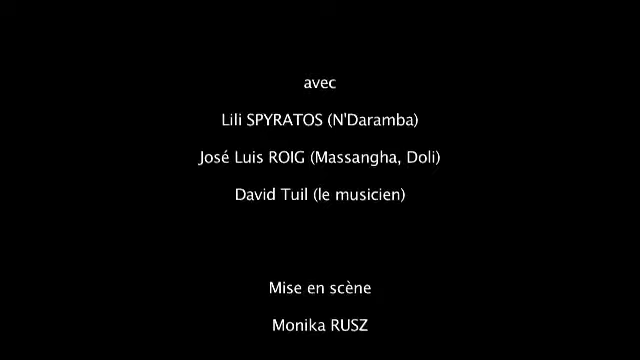 avec
Lili SPYRATOS (N'Daramba)
José Luis ROIG (Massangha, Doli)
David Tuil (le musicien)
Mise en scène
Monika RUSZ